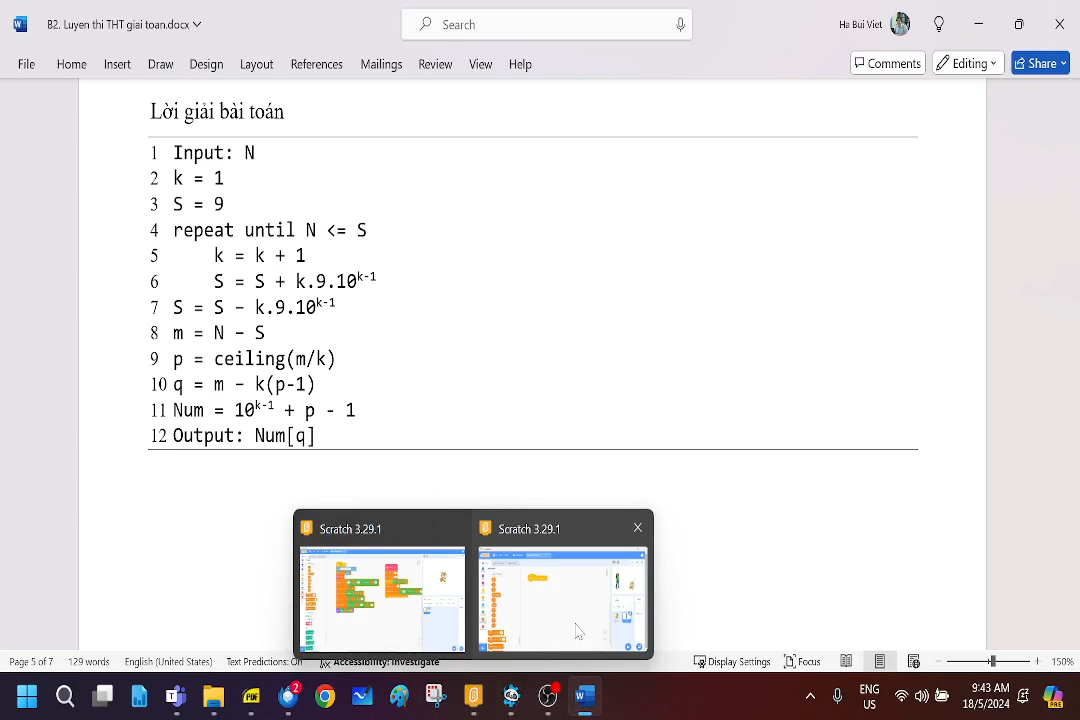 B2. Luyen thi THT giai toan.docx
Search
Ha Bui Viet
File Home Insert Draw Design Layout References Mailings Review View Help
Comments Editing Share
Lời giải bài toán
1 Input: N
2 k = 1
3 S = 9
4 repeat until N <= S
5 k = k + 1
6 S = S + k.9.10^{k-1}
7 S = S – k.9.10^{k-1}
8 m = N – S
9 p = ceiling(m/k)
10 q = m – k(p-1)
11 Num = 10^{k-1} + p - 1
12 Output: Num[q]
Scratch 3.29.1 Scratch 3.29.1
Page 5 of 7 129 words English (United States) Text Predictions: On Accessibility: Investigate Display Settings Focus 150%
2 PDF ENG US 9:43 AM 18/5/2024 PRE